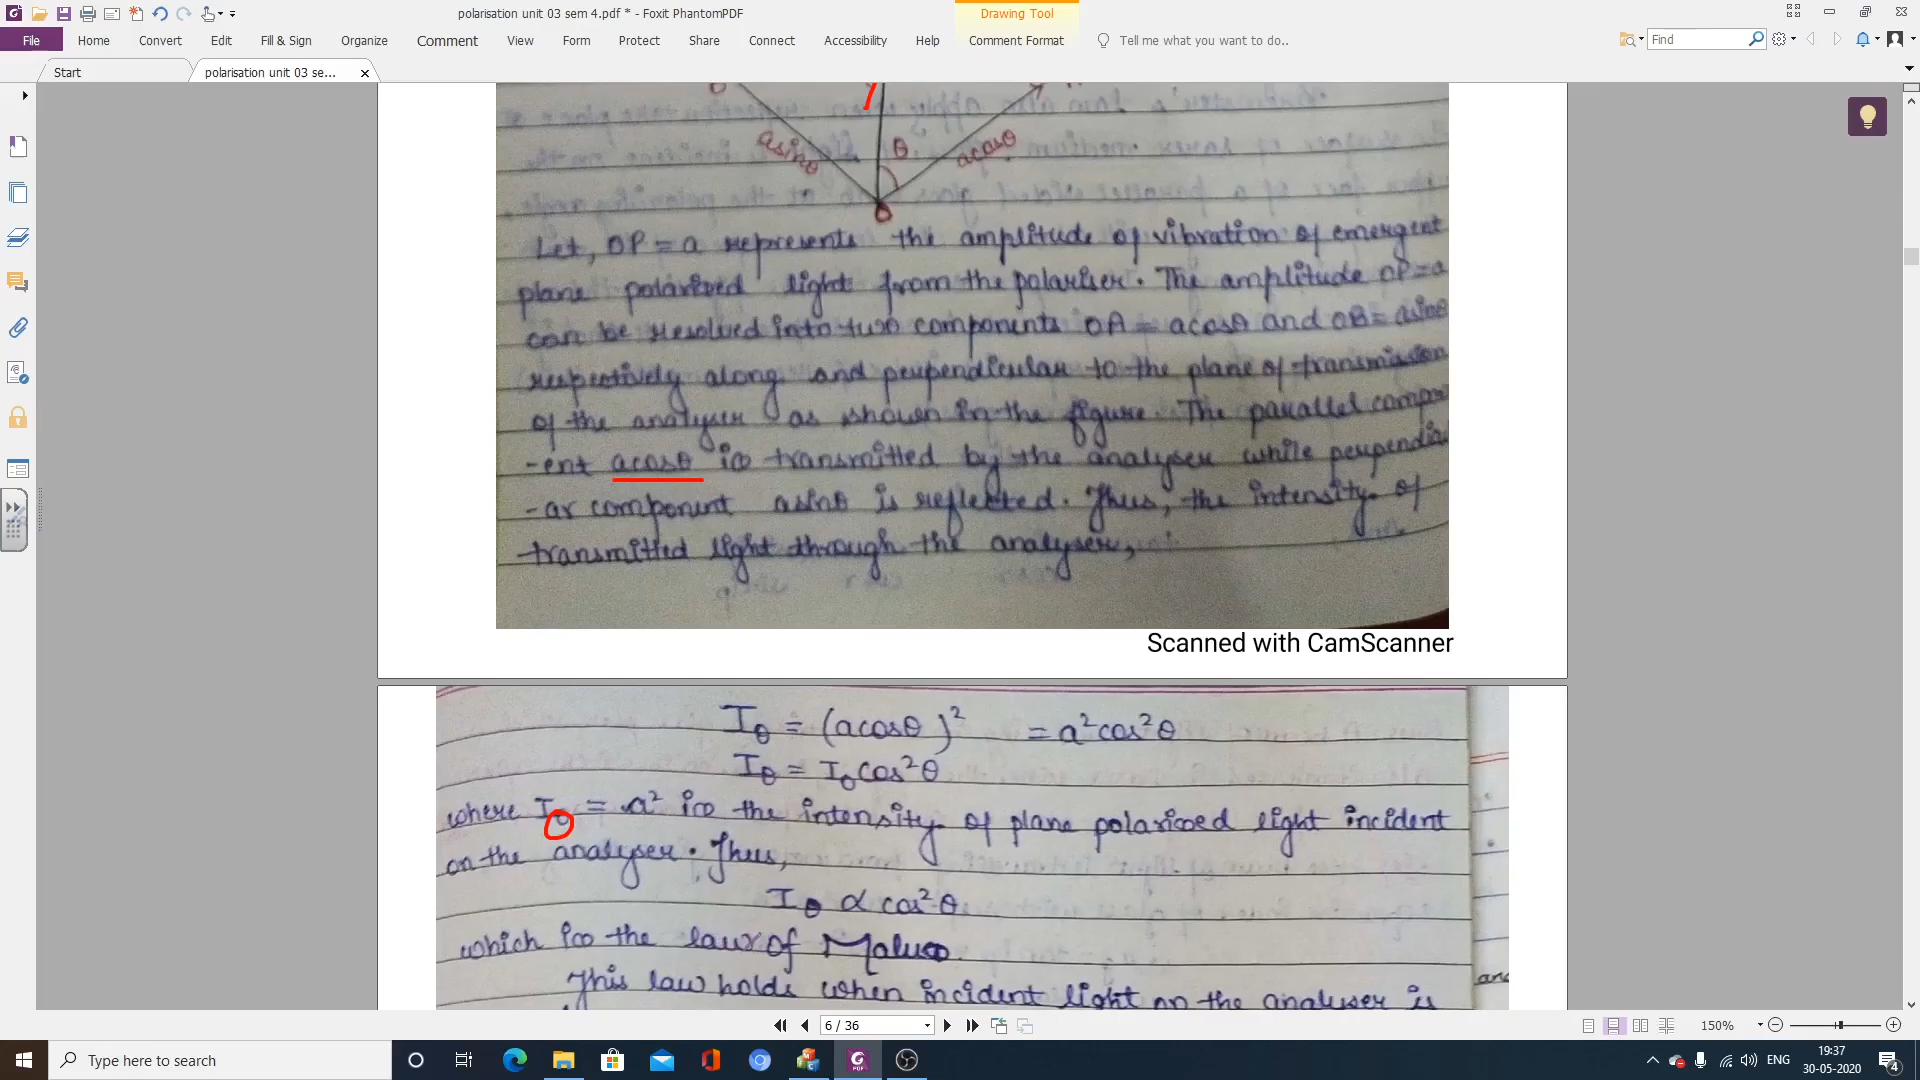 polarisation unit 03 sem 4.pdf * - Foxit PhantomPDF
Drawing Tool
File Home Convert Edit Fill & Sign Organize Comment View Form Protect Share Connect Accessibility Help Comment Format Tell me what you want to do.. Find
Start polarisation unit 03 se...
asinθ θ acosθ
O
Let, OP = a represents the amplitude of vibration of emergent
plane polarized light from the polariser. The amplitude OP = a
can be resolved into two components OA = acosθ and OB = asinθ
respectively along and perpendicular to the plane of transmission
of the analyser as shown in the figure. The parallel compon
-ent acosθ is transmitted by the analyser while perpendicul
-ar component asinθ is reflected. Thus, the intensity of
transmitted light through the analyser,
Scanned with CamScanner
Iθ = (acosθ)² = a²cos²θ
Iθ = I₀cos²θ
where I₀ = a² is the intensity of plane polarised light incident
on the analyser. Thus,
Iθ ∝ cos²θ
which is the law of Malus.
This law holds when incident light on the analyser is
6 / 36
150%
Type here to search
ENG
19:37
30-05-2020
4